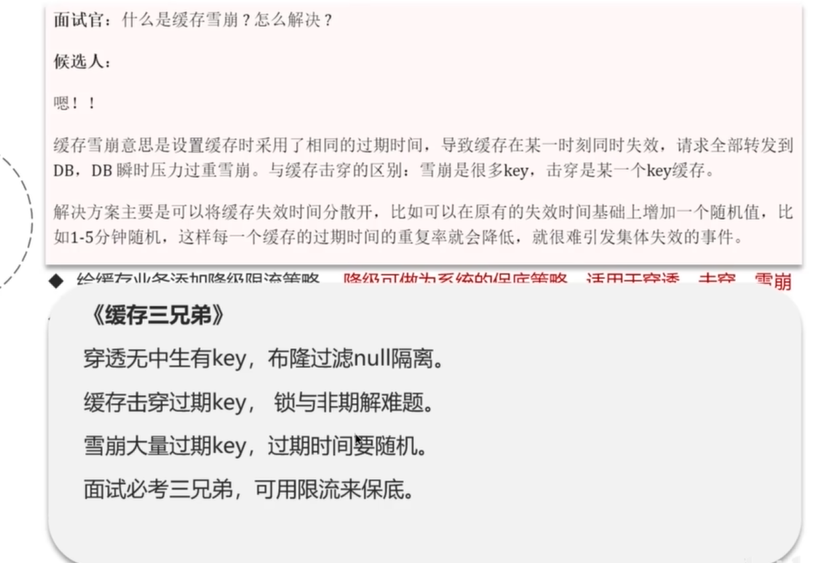 面试官：什么是缓存雪崩？怎么解决？
候选人：
嗯！！
缓存雪崩意思是设置缓存时采用了相同的过期时间，导致缓存在某一时刻同时失效，请求全部转发到
DB，DB 瞬时压力过重雪崩。与缓存击穿的区别：雪崩是很多key，击穿是某一个key缓存。
解决方案主要是可以将缓存失效时间分散开，比如可以在原有的失效时间基础上增加一个随机值，比
如1-5分钟随机，这样每一个缓存的过期时间的重复率就会降低，就很难引发集体失效的事件。
◆ 给缓存业务添加降级限流策略 降级可做为系统的保底策略，适用于穿透、击穿、雪崩
《缓存三兄弟》
穿透无中生有key，布隆过滤null隔离。
缓存击穿过期key， 锁与非期解难题。
雪崩大量过期key，过期时间要随机。
面试必考三兄弟，可用限流来保底。